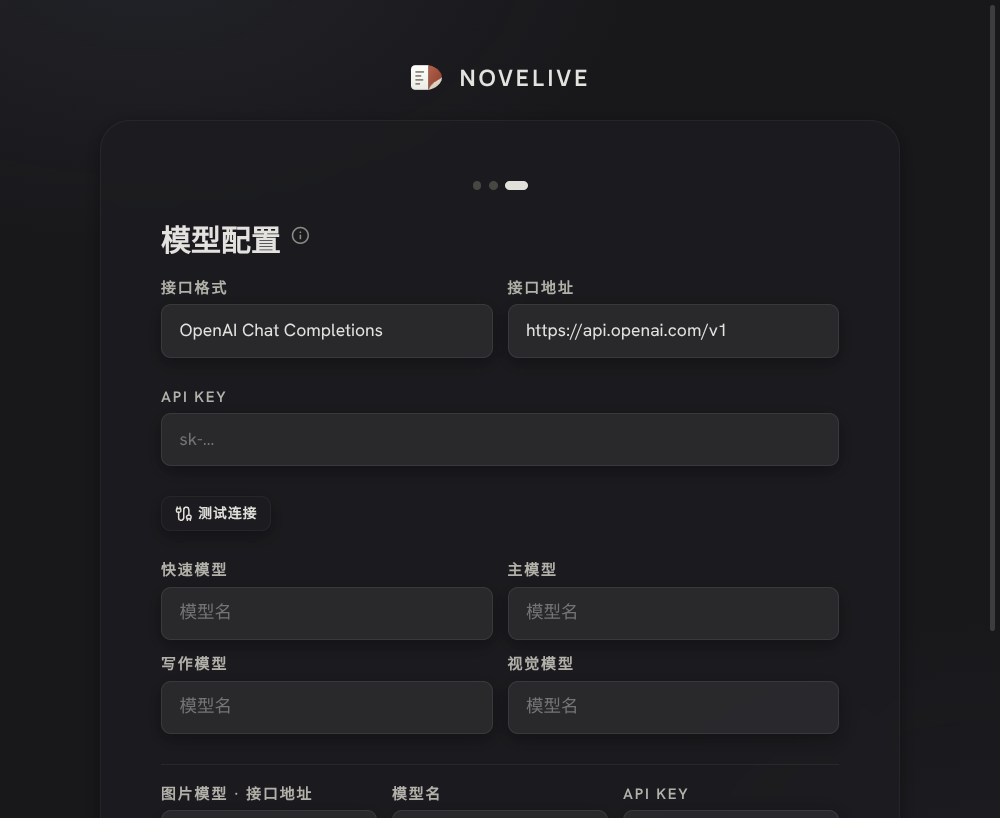 NOVELIVE
模型配置
接口格式
接口地址
OpenAI Chat Completions
https://api.openai.com/v1
API KEY
sk-...
测试连接
快速模型
主模型
模型名
模型名
写作模型
视觉模型
模型名
模型名
图片模型 · 接口地址
模型名
API KEY